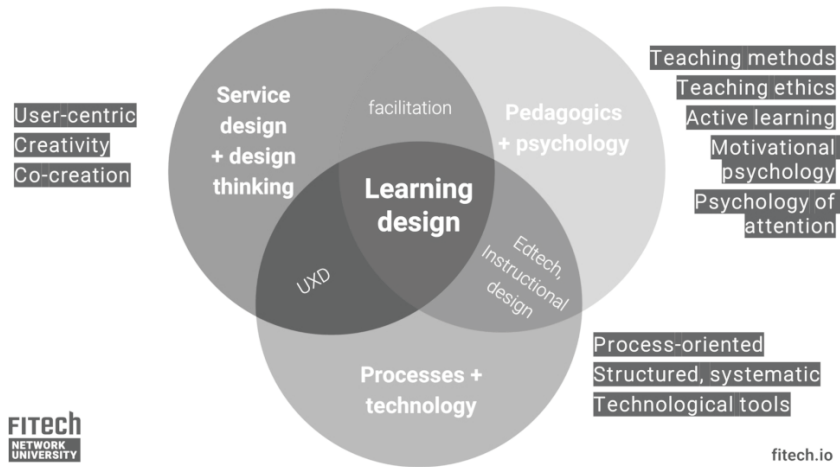 User-centric
Creativity
Co-creation
Service
design
+ design
thinking
facilitation
Pedagogics
+ psychology
Teaching methods
Teaching ethics
Active learning
Motivational
psychology
Psychology of
attention
Learning
design
UXD
Edtech,
Instructional
design
Processes +
technology
Process-oriented
Structured, systematic
Technological tools
FITech
NETWORK
UNIVERSITY
fitech.io